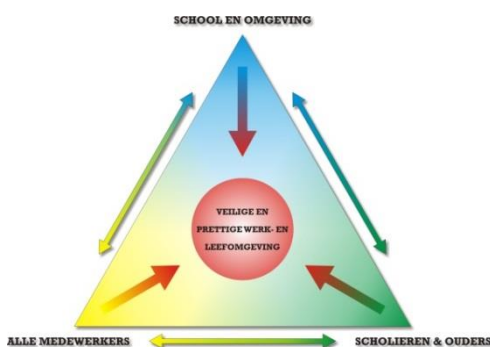 SCHOOL EN OMGEVING
VEILIGE EN
PRETTIGE WERK- EN
LEEFOMGEVING
ALLE MEDEWERKERS
SCHOLIEREN & OUDERS